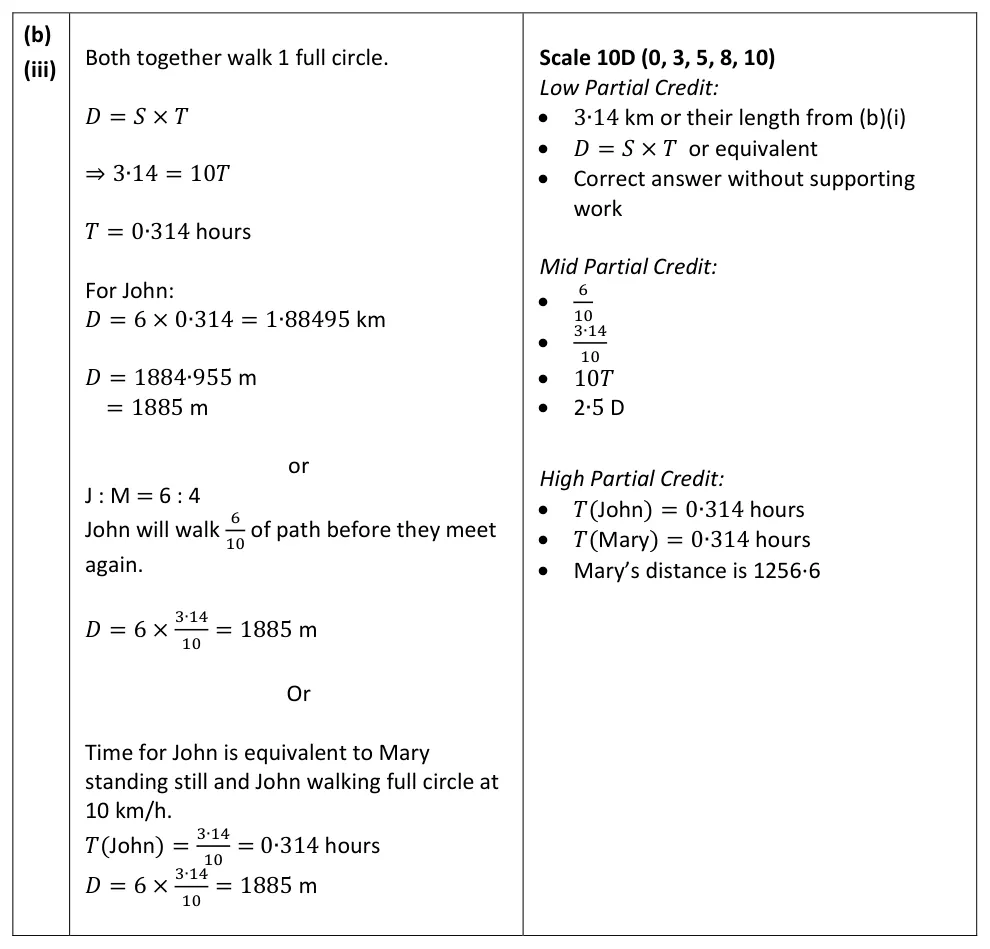 (b)
(iii)
Both together walk 1 full circle.
D = S × T
⇒ 3·14 = 10T
T = 0·314 hours
For John:
D = 6 × 0·314 = 1·88495 km
D = 1884·955 m
= 1885 m
or
J : M = 6 : 4
John will walk 6/10 of path before they meet
again.
D = 6 × 3·14/10 = 1885 m
Or
Time for John is equivalent to Mary
standing still and John walking full circle at
10 km/h.
T(John) = 3·14/10 = 0·314 hours
D = 6 × 3·14/10 = 1885 m
Scale 10D (0, 3, 5, 8, 10)
Low Partial Credit:
• 3·14 km or their length from (b)(i)
• D = S × T or equivalent
• Correct answer without supporting
work
Mid Partial Credit:
• 6/10
• 3·14/10
• 10T
• 2·5 D
High Partial Credit:
• T(John) = 0·314 hours
• T(Mary) = 0·314 hours
• Mary’s distance is 1256·6